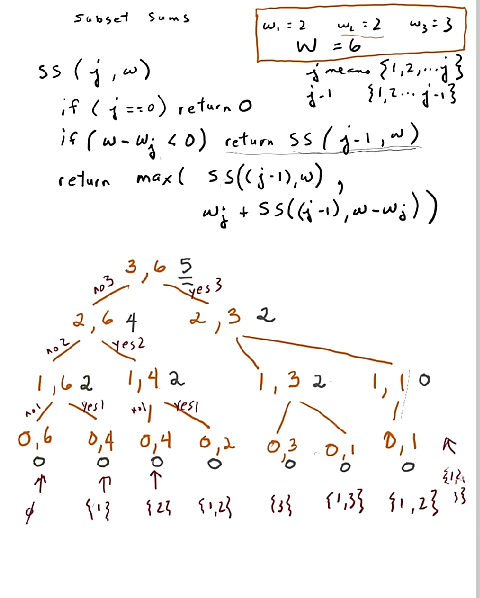 Subset Sums
w₁ = 2 w₂ = 2 w₃ = 3
W = 6
SS(j, w)
j means {1,2,...j}
j-1 {1,2...j-1}
if (j==0) return 0
if (w-wj < 0) return SS(j-1, w)
return max( SS((j-1), w),
wj + SS((j-1), w-wj))
3,6 5
no3 yes3
2,6 4 2,3 2
no2 yes2
1,6 2 1,4 2 1,3 2 1,1 0
no1 yes1 no1 yes1
0,6 0,4 0,4 0,2 0,3 0,1 0,1
0 0 0 0 0 0 0
ϕ {1} {2} {1,2} {3} {1,3} {1,2}